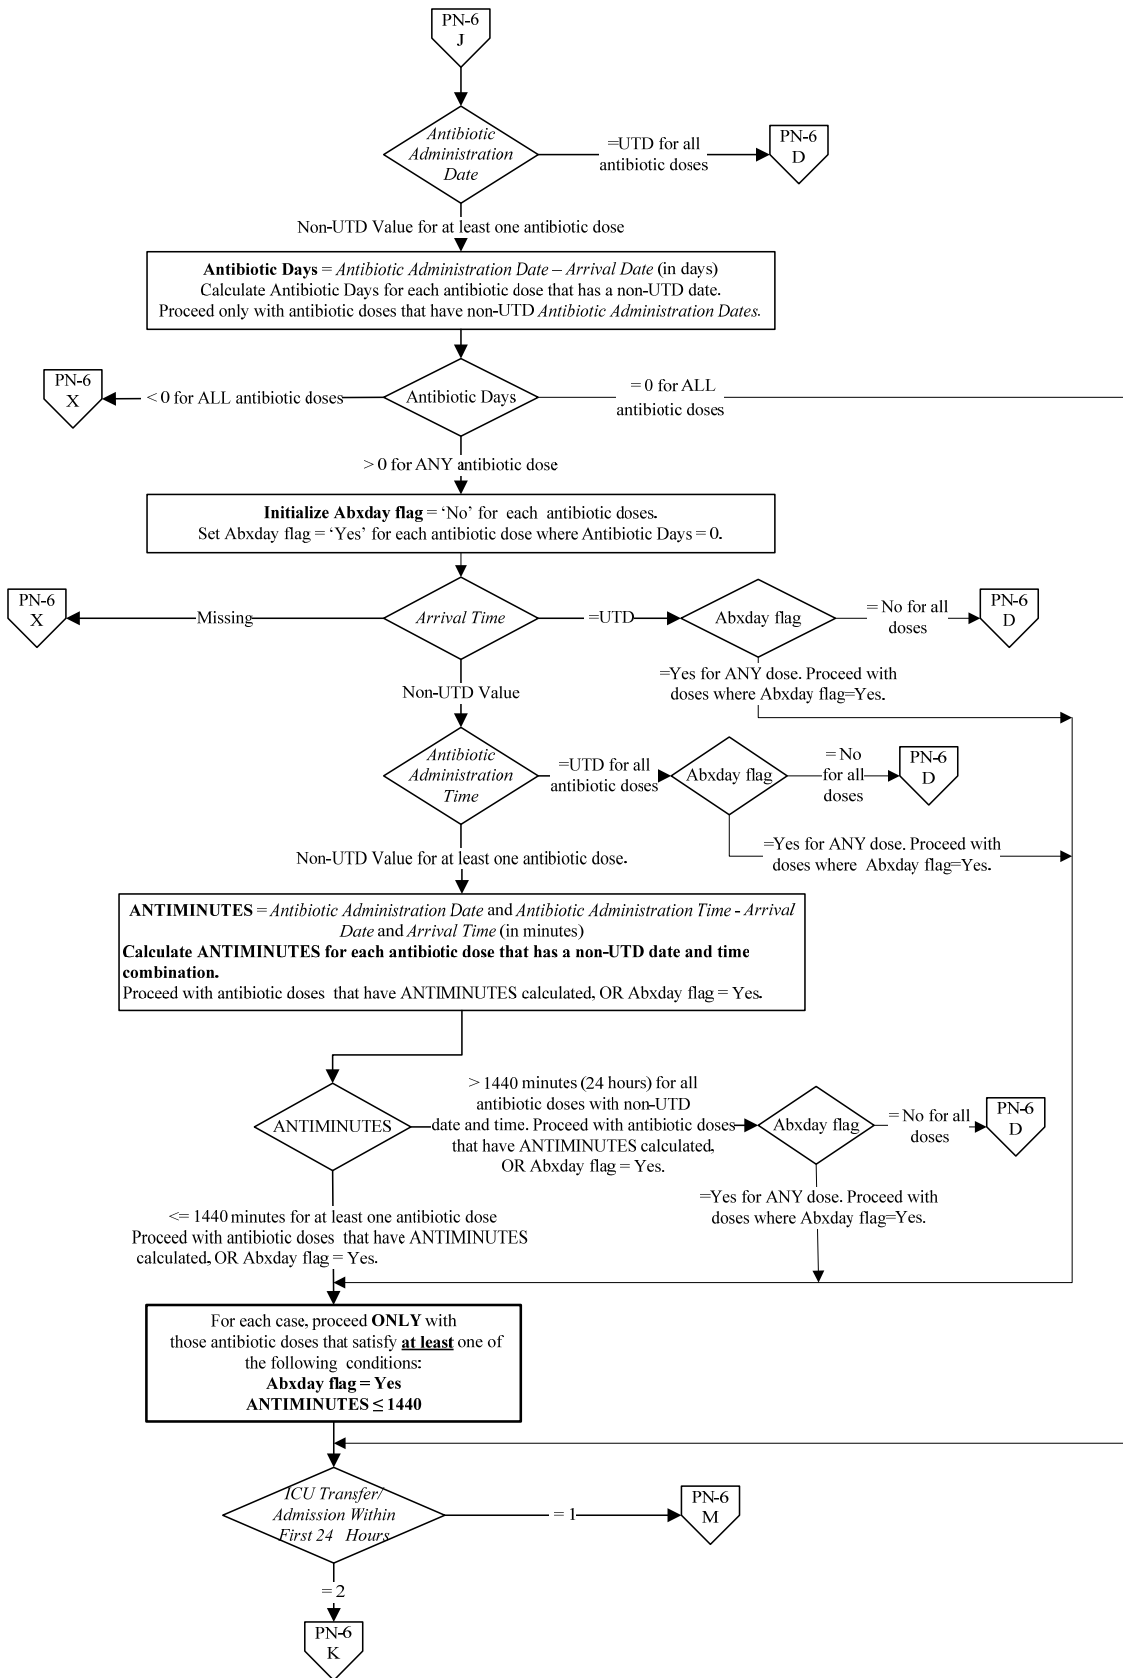 PN-6
J
Antibiotic
Administration
Date
=UTD for all
antibiotic doses
PN-6
D
Non-UTD Value for at least one antibiotic dose
Antibiotic Days = Antibiotic Administration Date – Arrival Date (in days)
Calculate Antibiotic Days for each antibiotic dose that has a non-UTD date.
Proceed only with antibiotic doses that have non-UTD Antibiotic Administration Dates.
PN-6
X
< 0 for ALL antibiotic doses
Antibiotic Days
= 0 for ALL
antibiotic doses
> 0 for ANY antibiotic dose
Initialize Abxday flag = ‘No’ for each antibiotic doses.
Set Abxday flag = ‘Yes’ for each antibiotic dose where Antibiotic Days = 0.
PN-6
X
Missing
Arrival Time
=UTD
Abxday flag
= No for all
doses
PN-6
D
=Yes for ANY dose. Proceed with
doses where Abxday flag=Yes.
Non-UTD Value
Antibiotic
Administration
Time
=UTD for all
antibiotic doses
Abxday flag
= No
for all
doses
PN-6
D
=Yes for ANY dose. Proceed with
doses where Abxday flag=Yes.
Non-UTD Value for at least one antibiotic dose.
ANTIMINUTES = Antibiotic Administration Date and Antibiotic Administration Time - Arrival
Date and Arrival Time (in minutes)
Calculate ANTIMINUTES for each antibiotic dose that has a non-UTD date and time
combination.
Proceed with antibiotic doses that have ANTIMINUTES calculated, OR Abxday flag = Yes.
ANTIMINUTES
> 1440 minutes (24 hours) for all
antibiotic doses with non-UTD
date and time. Proceed with antibiotic doses
that have ANTIMINUTES calculated,
OR Abxday flag = Yes.
Abxday flag
= No for all
doses
PN-6
D
=Yes for ANY dose. Proceed with
doses where Abxday flag=Yes.
<= 1440 minutes for at least one antibiotic dose
Proceed with antibiotic doses that have ANTIMINUTES
calculated, OR Abxday flag = Yes.
For each case, proceed ONLY with
those antibiotic doses that satisfy at least one of
the following conditions:
Abxday flag = Yes
ANTIMINUTES ≤ 1440
ICU Transfer/
Admission Within
First 24 Hours
= 1
PN-6
M
= 2
PN-6
K